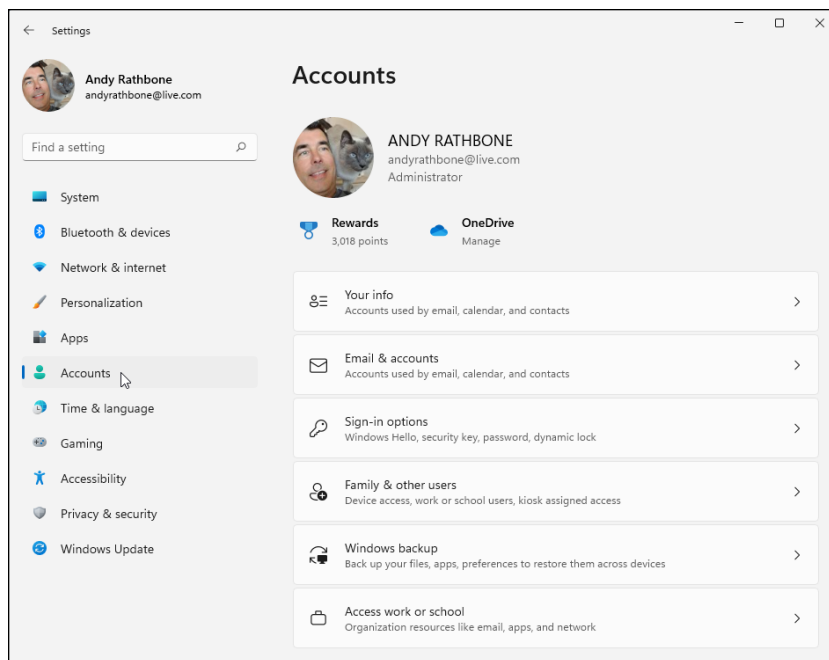 Settings
Andy Rathbone
andyrathbone@live.com
Find a setting
System
Bluetooth & devices
Network & internet
Personalization
Apps
Accounts
Time & language
Gaming
Accessibility
Privacy & security
Windows Update
Accounts
ANDY RATHBONE
andyrathbone@live.com
Administrator
Rewards
3,018 points
OneDrive
Manage
Your info
Accounts used by email, calendar, and contacts
Email & accounts
Accounts used by email, calendar, and contacts
Sign-in options
Windows Hello, security key, password, dynamic lock
Family & other users
Device access, work or school users, kiosk assigned access
Windows backup
Back up your files, apps, preferences to restore them across devices
Access work or school
Organization resources like email, apps, and network